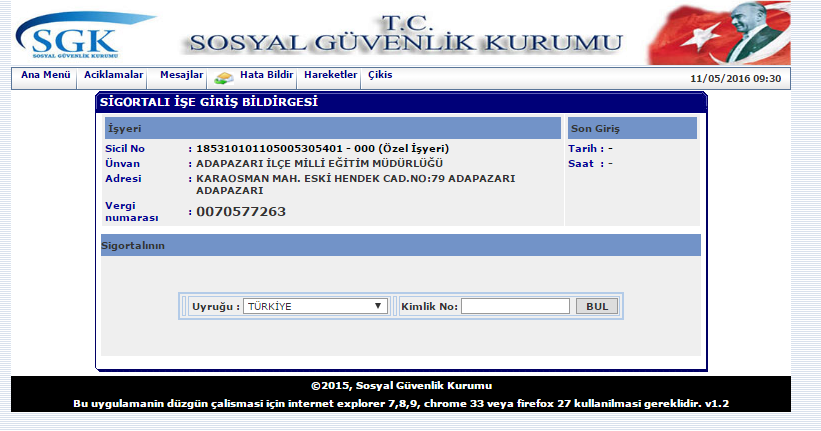 SGK
SOSYAL GÜVENLİK KURUMU
T.C.
SOSYAL GÜVENLİK KURUMU
Ana Menü Aciklamalar Mesajlar Hata Bildir Hareketler Çikis
11/05/2016 09:30
SİGORTALI İŞE GİRİŞ BİLDİRGESİ
İşyeri
Son Giriş
Sicil No : 185310101105005305401 - 000 (Özel İşyeri)
Tarih : -
Ünvan : ADAPAZARI İLÇE MİLLİ EĞİTİM MÜDÜRLÜĞÜ
Saat : -
Adresi : KARAOSMAN MAH. ESKİ HENDEK CAD.NO:79 ADAPAZARI
ADAPAZARI
Vergi
numarası : 0070577263
Sigortalının
Uyruğu : TÜRKİYE Kimlik No: BUL
©2015, Sosyal Güvenlik Kurumu
Bu uygulamanin düzgün çalismasi için internet explorer 7,8,9, chrome 33 veya firefox 27 kullanilmasi gereklidir. v1.2